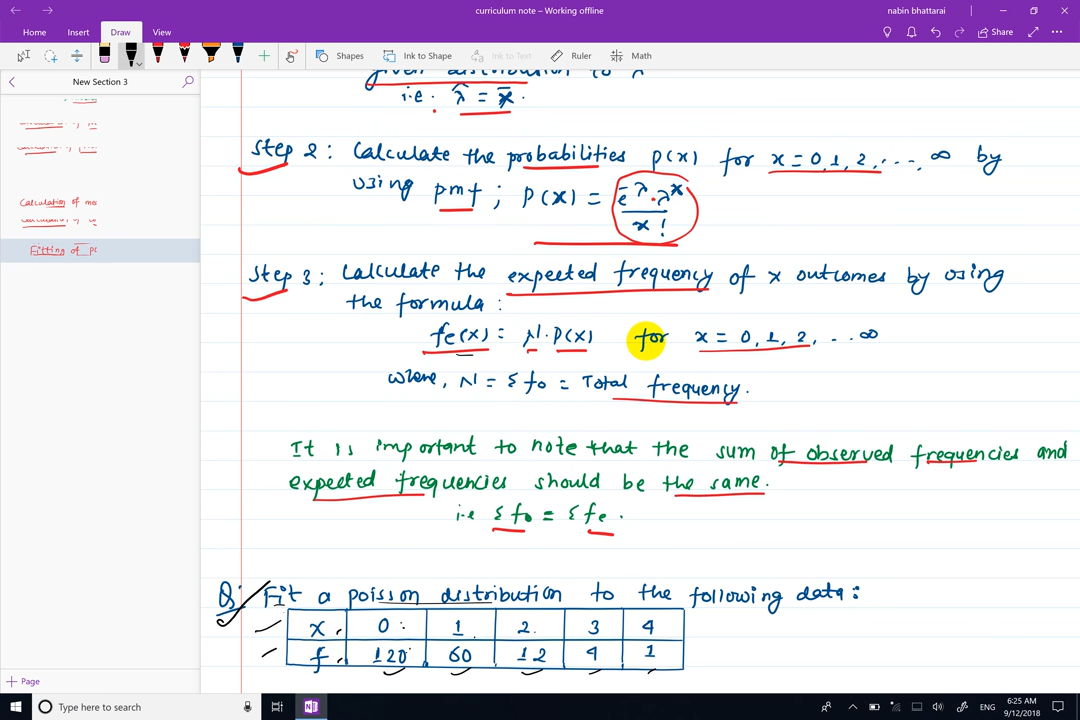 curriculum note – Working offline
nabin bhattarai
Home Insert Draw View
Share
Shapes Ink to Shape Ink to Text Ruler Math
New Section 3
given distribution to λ
i.e. λ̂ = x̄.
Step 2: Calculate the probabilities P(x) for x = 0, 1, 2, ..., ∞ by
using pmf ; P(x) = e^-λ . λ^x / x!
Step 3: Calculate the expected frequency of x outcomes by using
the formula:
fe(x) = N. P(x) for x = 0, 1, 2, ... ∞
where, N = Σfo = Total frequency.
It is important to note that the sum of observed frequencies and
expected frequencies should be the same.
i.e Σfo = Σfe.
Q: Fit a poisson distribution to the following data:
x 0 1 2 3 4
f 120 60 12 4 1
Calculation of
Fitting of
Page
Type here to search
ENG
6:25 AM
9/12/2018